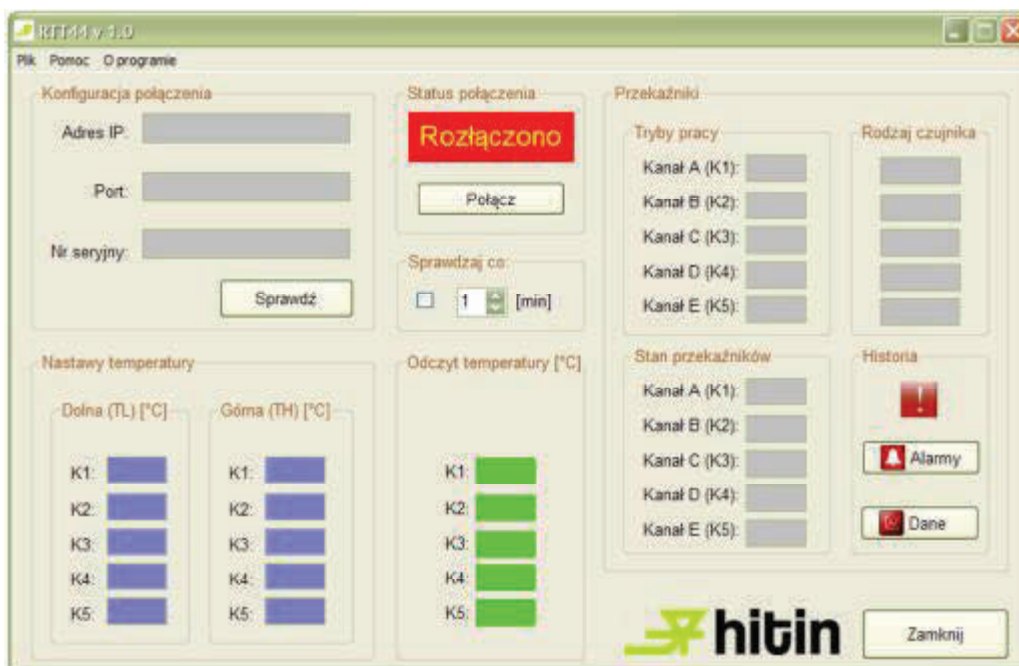 RTT44 v 1.0
Plik Pomoc O programie
Konfiguracja połączenia
Adres IP:
Port:
Nr seryjny:
Sprawdź
Status połączenia
Rozłączono
Połącz
Sprawdzaj co:
1 [min]
Przekaźniki
Tryby pracy
Kanał A (K1):
Kanał B (K2):
Kanał C (K3):
Kanał D (K4):
Kanał E (K5):
Rodzaj czujnika
Nastawy temperatury
Dolna (TL) [°C]
K1:
K2:
K3:
K4:
K5:
Górna (TH) [°C]
K1:
K2:
K3:
K4:
K5:
Odczyt temperatury [°C]
K1:
K2:
K3:
K4:
K5:
Stan przekaźników
Kanał A (K1):
Kanał B (K2):
Kanał C (K3):
Kanał D (K4):
Kanał E (K5):
Historia
!
Alarmy
Dane
hitin
Zamknij